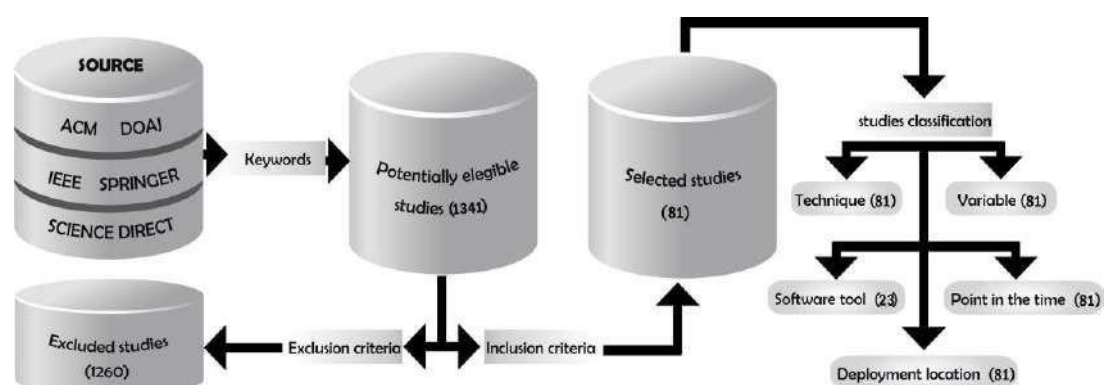 SOURCE
ACM DOAI
IEEE SPRINGER
SCIENCE DIRECT
Keywords
Potentially elegible
studies (1341)
Excluded studies
(1260)
Exclusion criteria
Inclusion criteria
Selected studies
(81)
studies classification
Technique (81)
Variable (81)
Software tool (23)
Point in the time (81)
Deployment location (81)